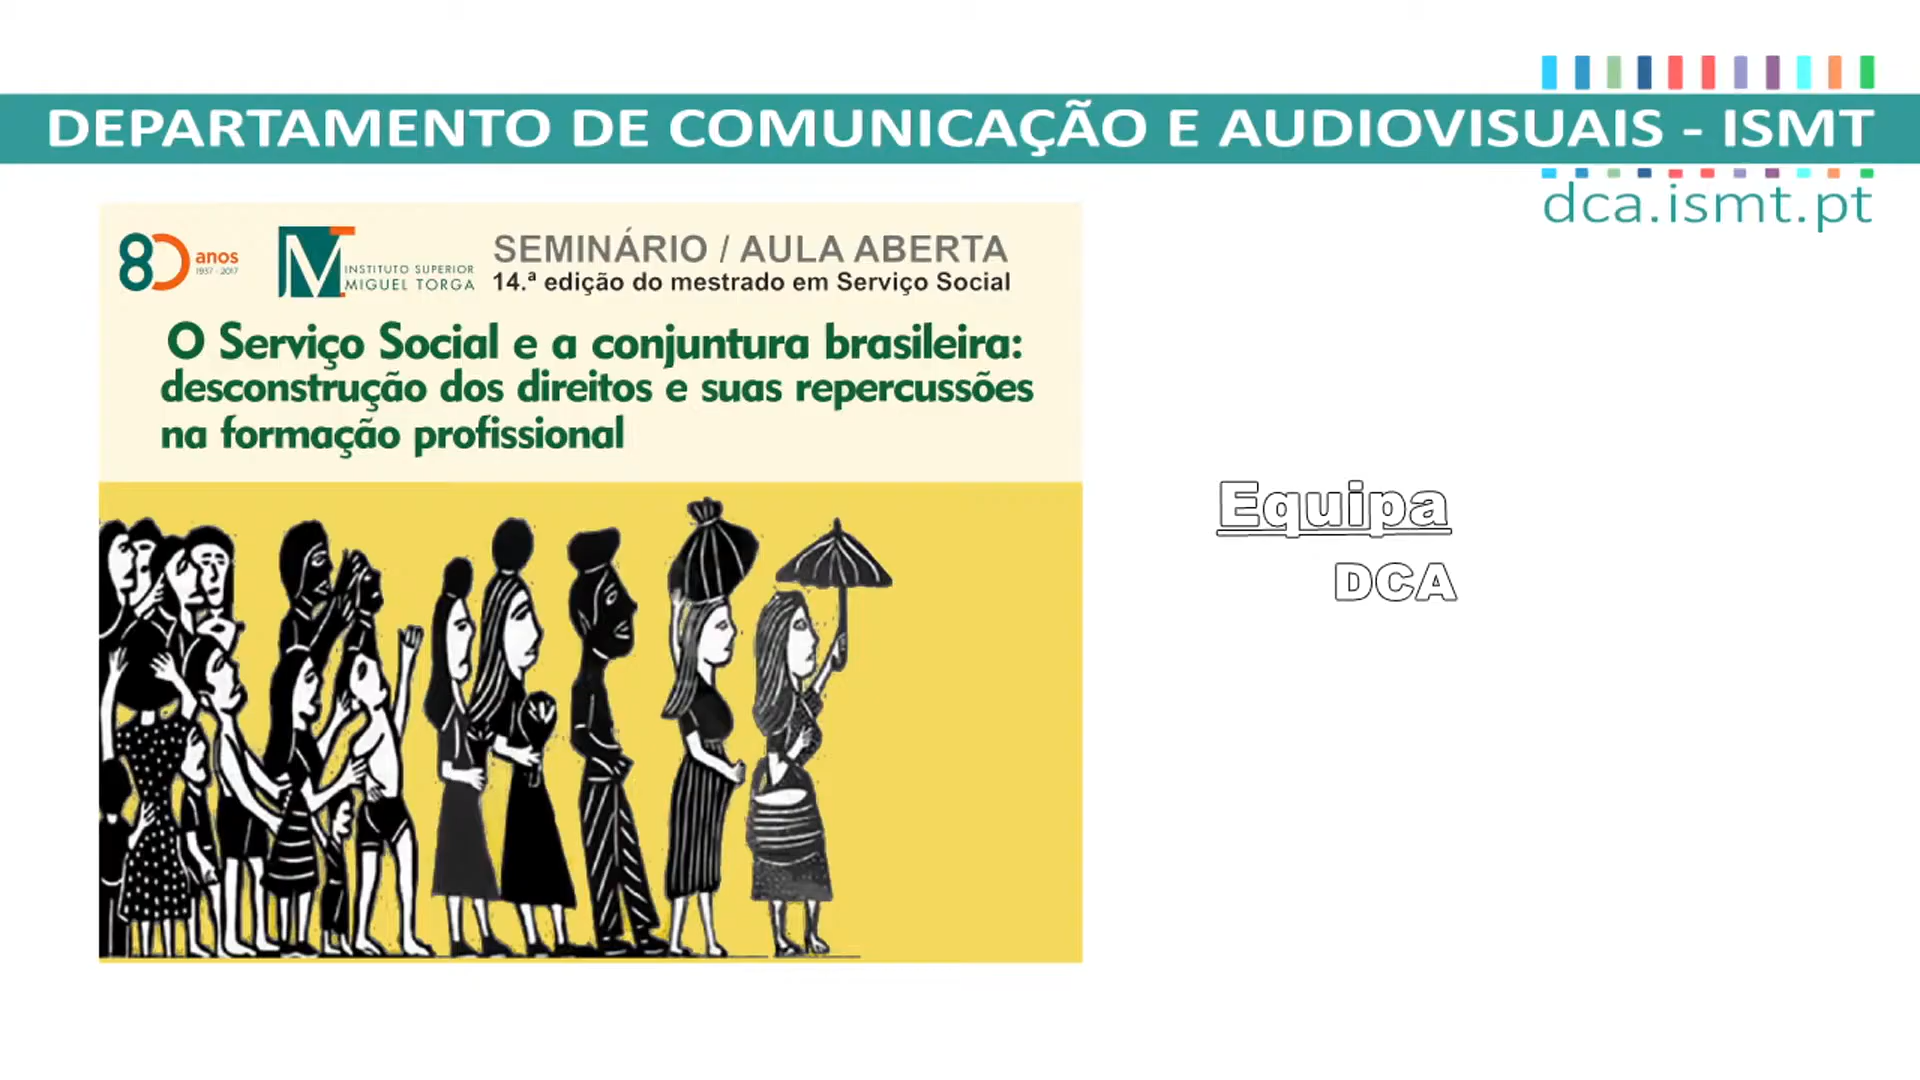 DEPARTAMENTO DE COMUNICAÇÃO E AUDIOVISUAIS - ISMT
dca.ismt.pt
80 anos
1937 - 2017
INSTITUTO SUPERIOR
MIGUEL TORGA
SEMINÁRIO / AULA ABERTA
14.ª edição do mestrado em Serviço Social
O Serviço Social e a conjuntura brasileira:
desconstrução dos direitos e suas repercussões
na formação profissional
Equipa
DCA